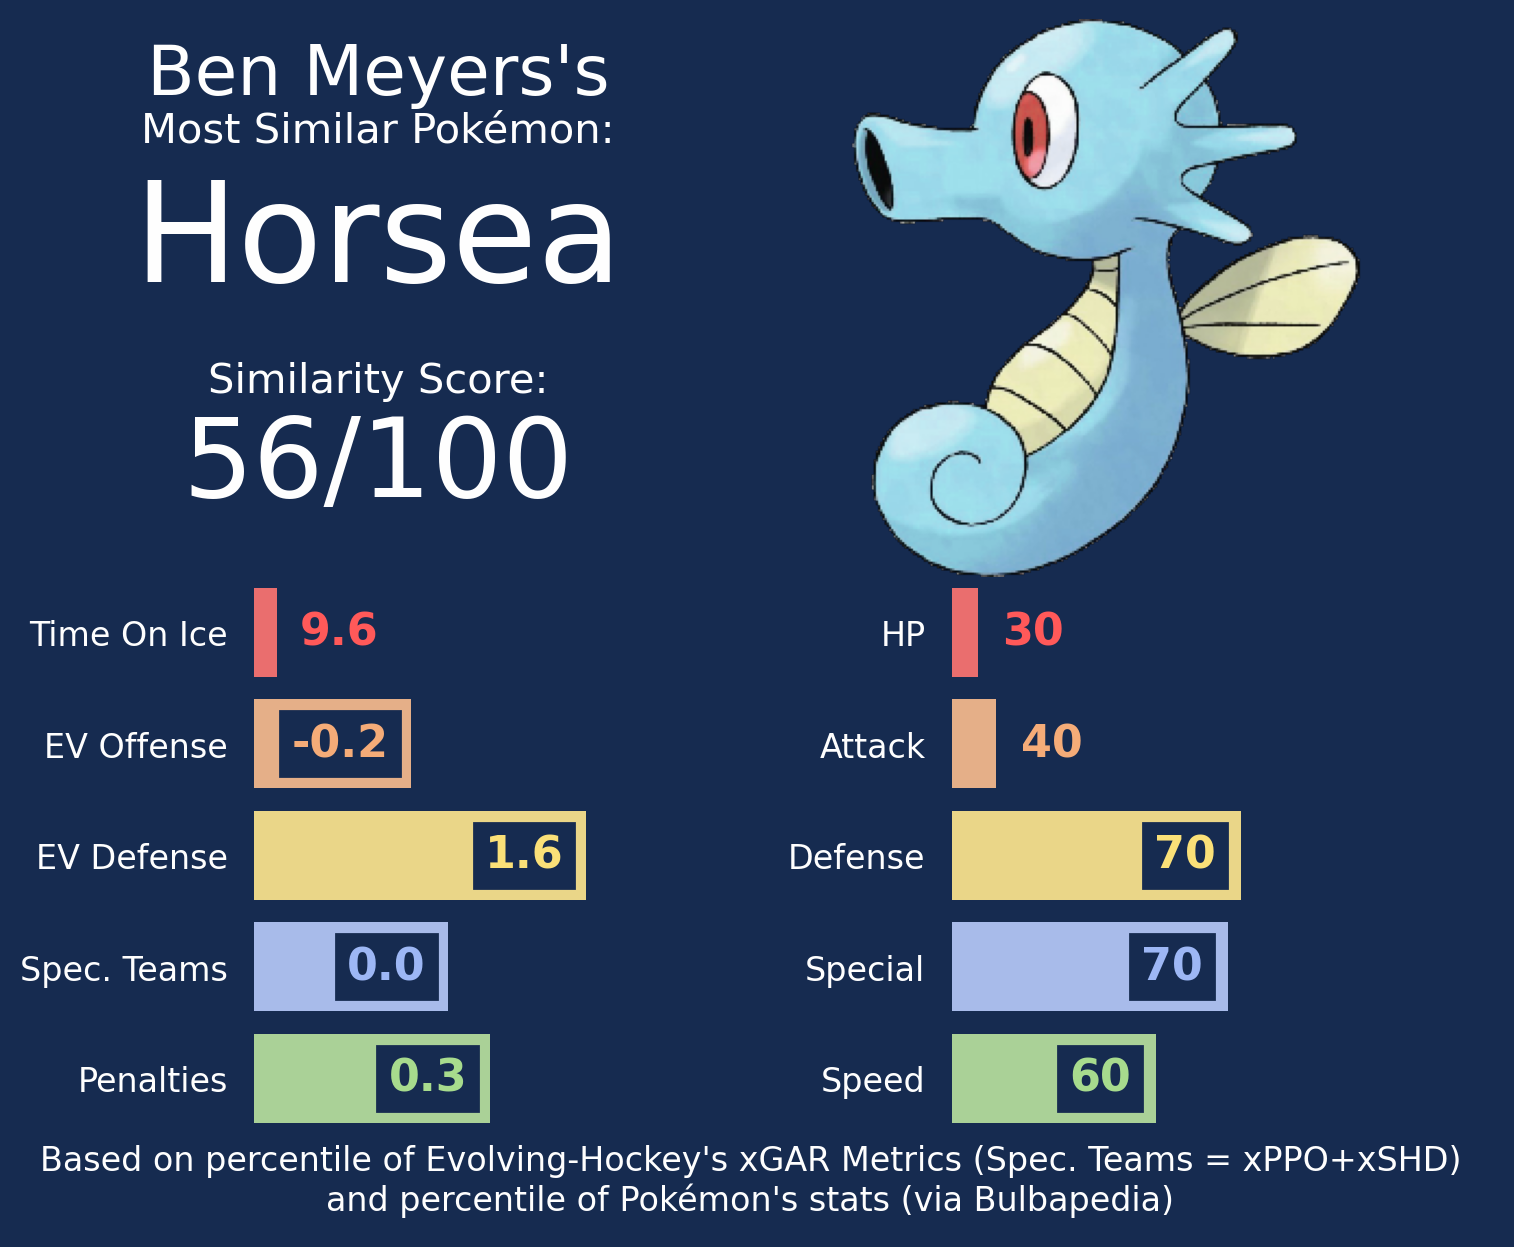 Ben Meyers's
Most Similar Pokémon:
Horsea
Similarity Score:
56/100
Time On Ice 9.6
EV Offense -0.2
EV Defense 1.6
Spec. Teams 0.0
Penalties 0.3
HP 30
Attack 40
Defense 70
Special 70
Speed 60
Based on percentile of Evolving-Hockey's xGAR Metrics (Spec. Teams = xPPO+xSHD)
and percentile of Pokémon's stats (via Bulbapedia)